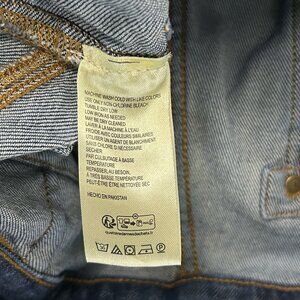 MACHINE WASH COLD WITH LIKE COLORS
USE ONLY NON CHLORINE BLEACH
TUMBLE DRY LOW
LOW IRON AS NEEDED
MAY BE DRY CLEANED
LAVER À LA MACHINE À L'EAU
FROIDE AVEC COULEURS SIMILAIRES
UTILISER UN AGENT DE BLANCHIMENT
SANS CHLORE SI NÉCESSAIRE
SÉCHER
PAR CULBUTAGE À BASSE
TEMPÉRATURE
REPASSER, AU BESOIN,
À TRÈS BASSE TEMPÉRATURE
PEUT-ÊTRE ÊTRE NETTOYÉ SEC
HECHO EN PAKISTAN